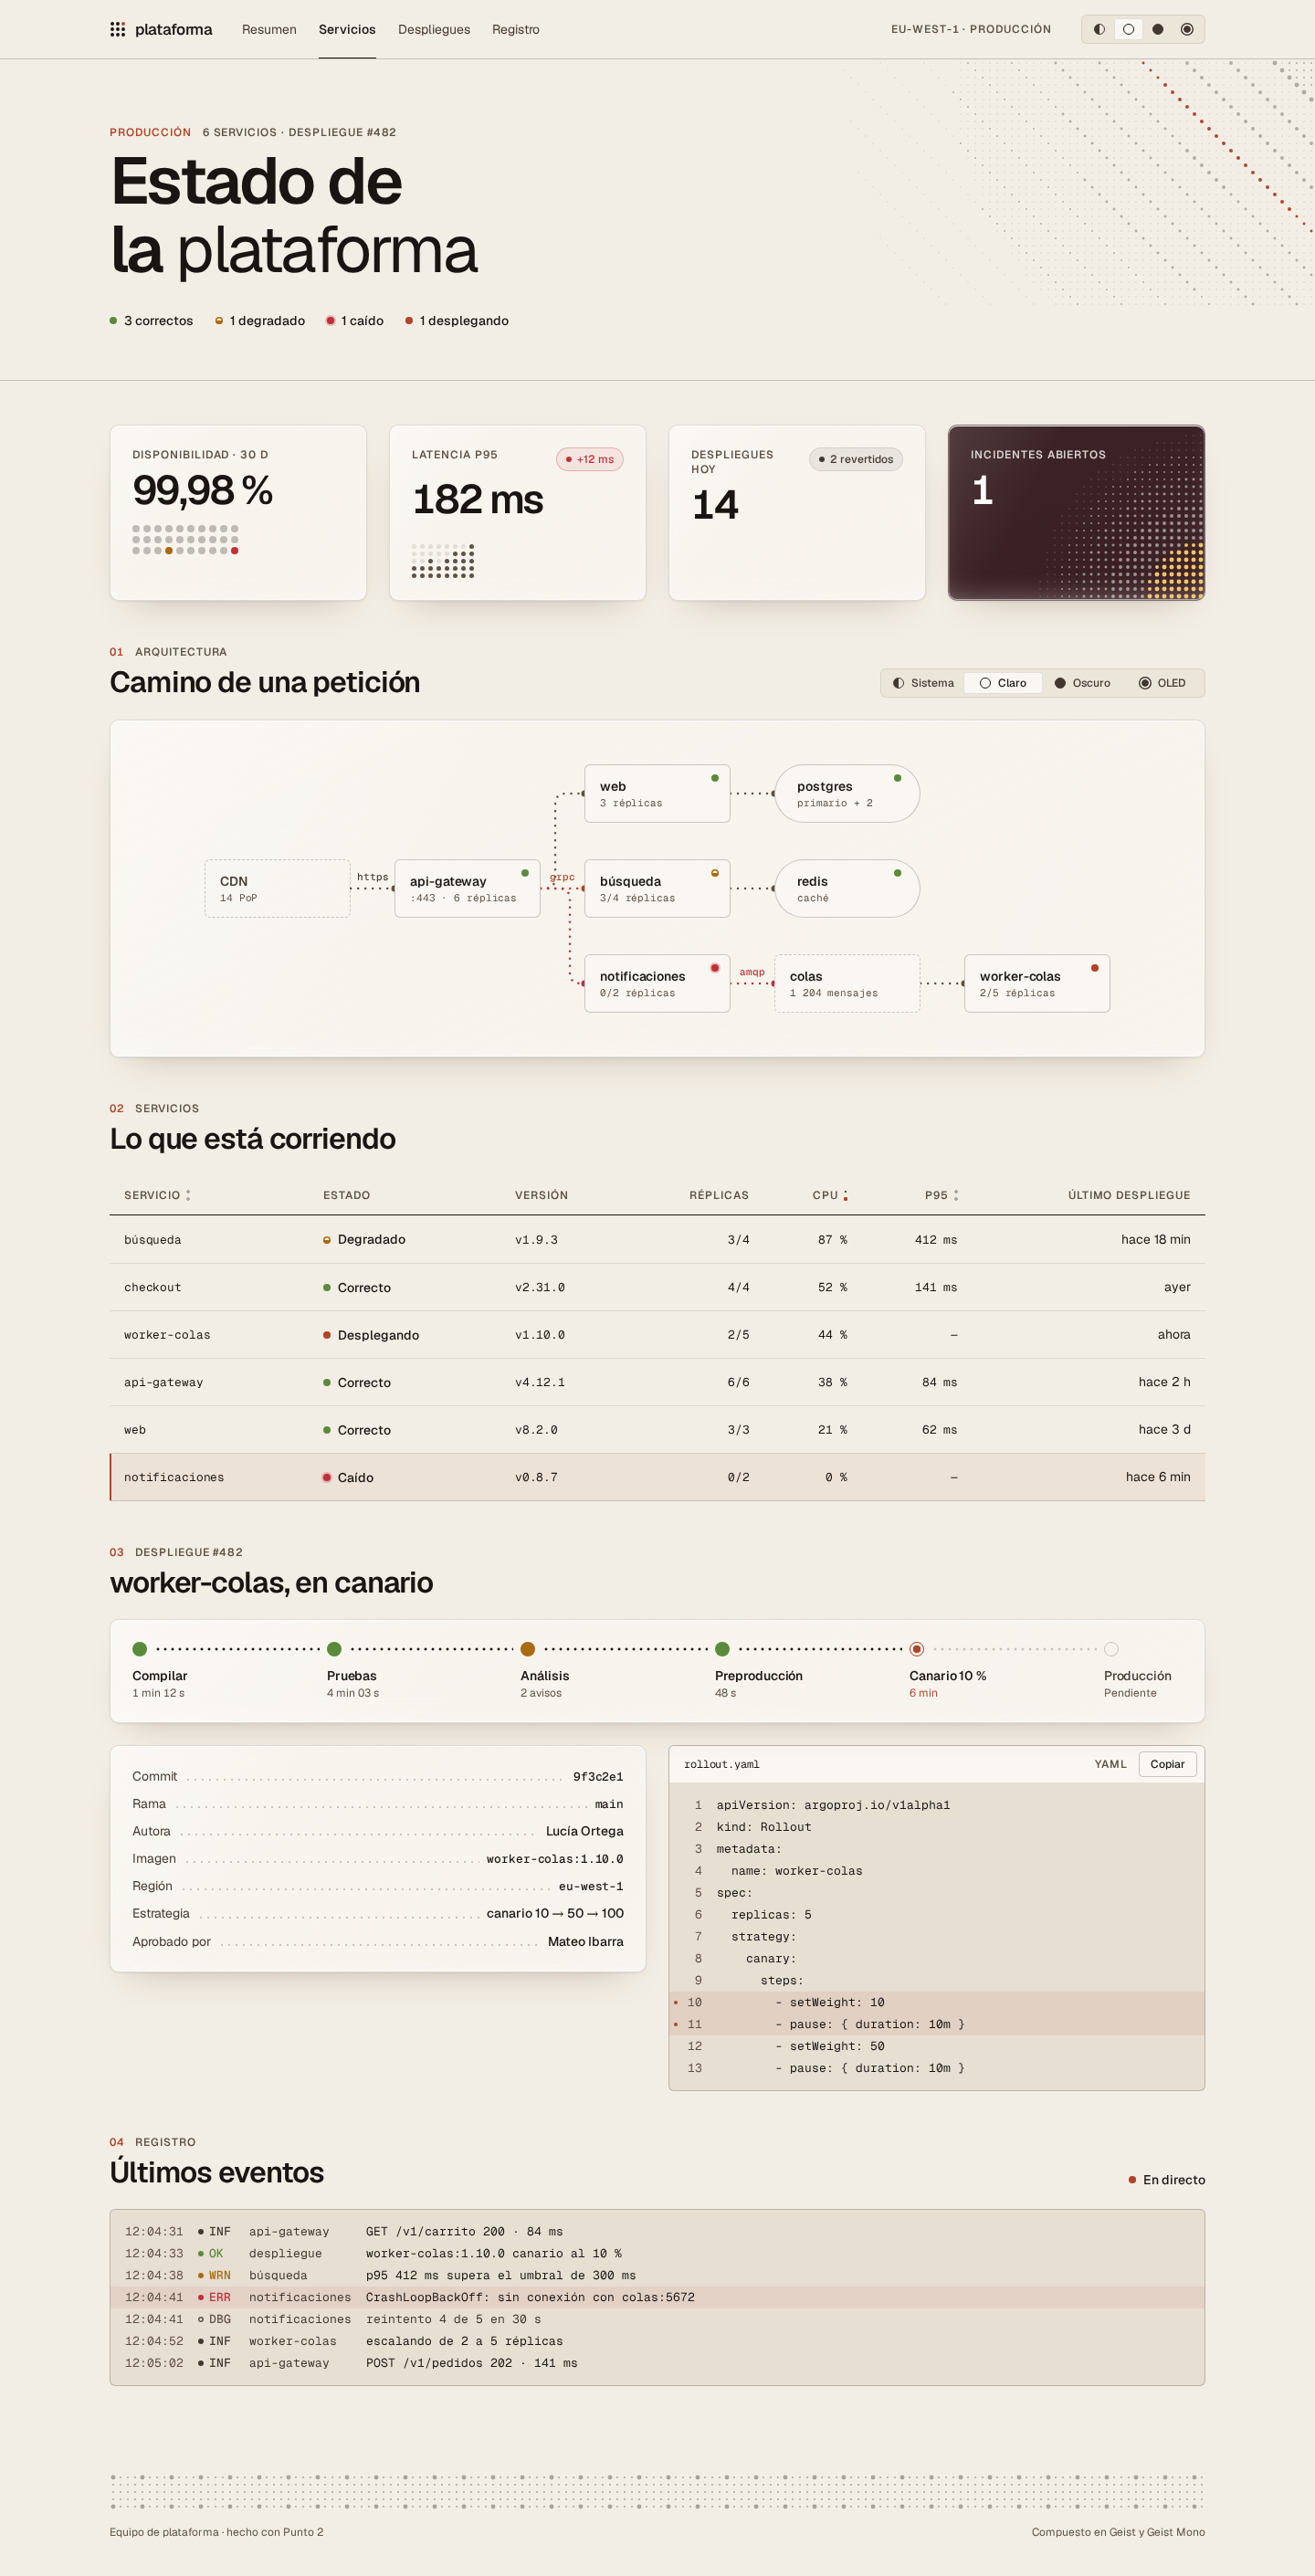 plataforma Resumen Servicios Despliegues Registro EU-WEST-1 · PRODUCCIÓN
PRODUCCIÓN 6 SERVICIOS · DESPLIEGUE #482
Estado de
la plataforma
3 correctos 1 degradado 1 caído 1 desplegando
DISPONIBILIDAD · 30 D
99,98 %
LATENCIA P95 +12 ms
182 ms
DESPLIEGUES
HOY
2 revertidos
14
INCIDENTES ABIERTOS
1
01 ARQUITECTURA
Camino de una petición
Sistema Claro Oscuro OLED
web
3 réplicas
postgres
primario + 2
CDN
14 PoP
https
api-gateway
:443 · 6 réplicas
grpc
búsqueda
3/4 réplicas
redis
caché
notificaciones
0/2 réplicas
amqp
colas
1 204 mensajes
worker-colas
2/5 réplicas
02 SERVICIOS
Lo que está corriendo
SERVICIO ESTADO VERSIÓN RÉPLICAS CPU P95 ÚLTIMO DESPLIEGUE
búsqueda Degradado v1.9.3 3/4 87 % 412 ms hace 18 min
checkout Correcto v2.31.0 4/4 52 % 141 ms ayer
worker-colas Desplegando v1.10.0 2/5 44 % — ahora
api-gateway Correcto v4.12.1 6/6 38 % 84 ms hace 2 h
web Correcto v8.2.0 3/3 21 % 62 ms hace 3 d
notificaciones Caído v0.8.7 0/2 0 % — hace 6 min
03 DESPLIEGUE #482
worker-colas, en canario
Compilar
1 min 12 s
Pruebas
4 min 03 s
Análisis
2 avisos
Preproducción
48 s
Canario 10 %
6 min
Producción
Pendiente
Commit 9f3c2e1
Rama main
Autora Lucía Ortega
Imagen worker-colas:1.10.0
Región eu-west-1
Estrategia canario 10 → 50 → 100
Aprobado por Mateo Ibarra
rollout.yaml YAML Copiar
1 apiVersion: argoproj.io/v1alpha1
2 kind: Rollout
3 metadata:
4 name: worker-colas
5 spec:
6 replicas: 5
7 strategy:
8 canary:
9 steps:
10 - setWeight: 10
11 - pause: { duration: 10m }
12 - setWeight: 50
13 - pause: { duration: 10m }
04 REGISTRO
Últimos eventos
En directo
12:04:31 INF api-gateway GET /v1/carrito 200 · 84 ms
12:04:33 OK despliegue worker-colas:1.10.0 canario al 10 %
12:04:38 WRN búsqueda p95 412 ms supera el umbral de 300 ms
12:04:41 ERR notificaciones CrashLoopBackOff: sin conexión con colas:5672
12:04:41 DBG notificaciones reintento 4 de 5 en 30 s
12:04:52 INF worker-colas escalando de 2 a 5 réplicas
12:05:02 INF api-gateway POST /v1/pedidos 202 · 141 ms
Equipo de plataforma · hecho con Punto 2
Compuesto en Geist y Geist Mono